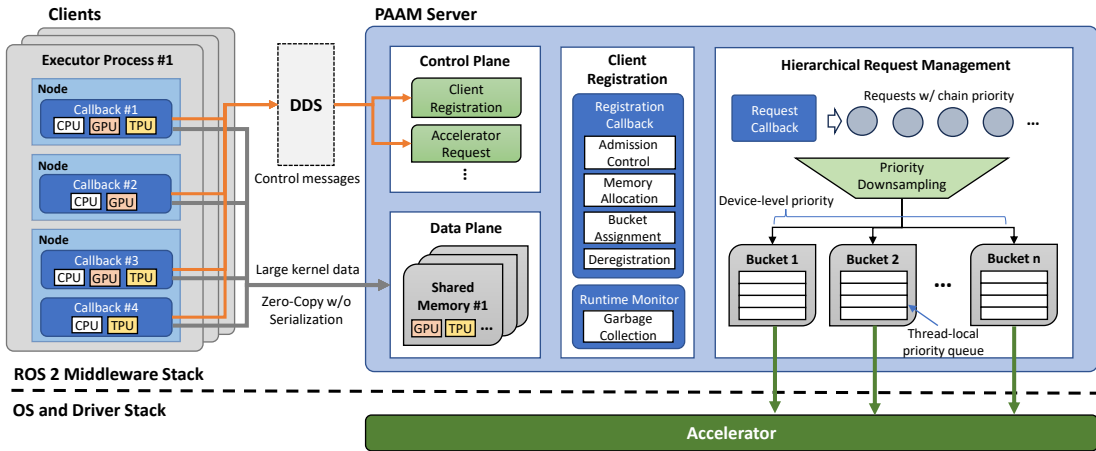 Clients
Executor Process #1
Node
Callback #1
CPU GPU TPU
Node
Callback #2
CPU GPU
Node
Callback #3
CPU GPU TPU
Callback #4
CPU TPU
DDS
Control messages
Large kernel data
Zero-Copy w/o
Serialization
PAAM Server
Control Plane
Client
Registration
Accelerator
Request
⋮
Data Plane
Shared
Memory #1
GPU TPU ...
Client
Registration
Registration
Callback
Admission
Control
Memory
Allocation
Bucket
Assignment
Deregistration
Runtime Monitor
Garbage
Collection
Hierarchical Request Management
Request
Callback
Requests w/ chain priority
...
Priority
Downsampling
Device-level priority
Bucket 1
Bucket 2
...
Bucket n
Thread-local
priority queue
ROS 2 Middleware Stack
OS and Driver Stack
Accelerator